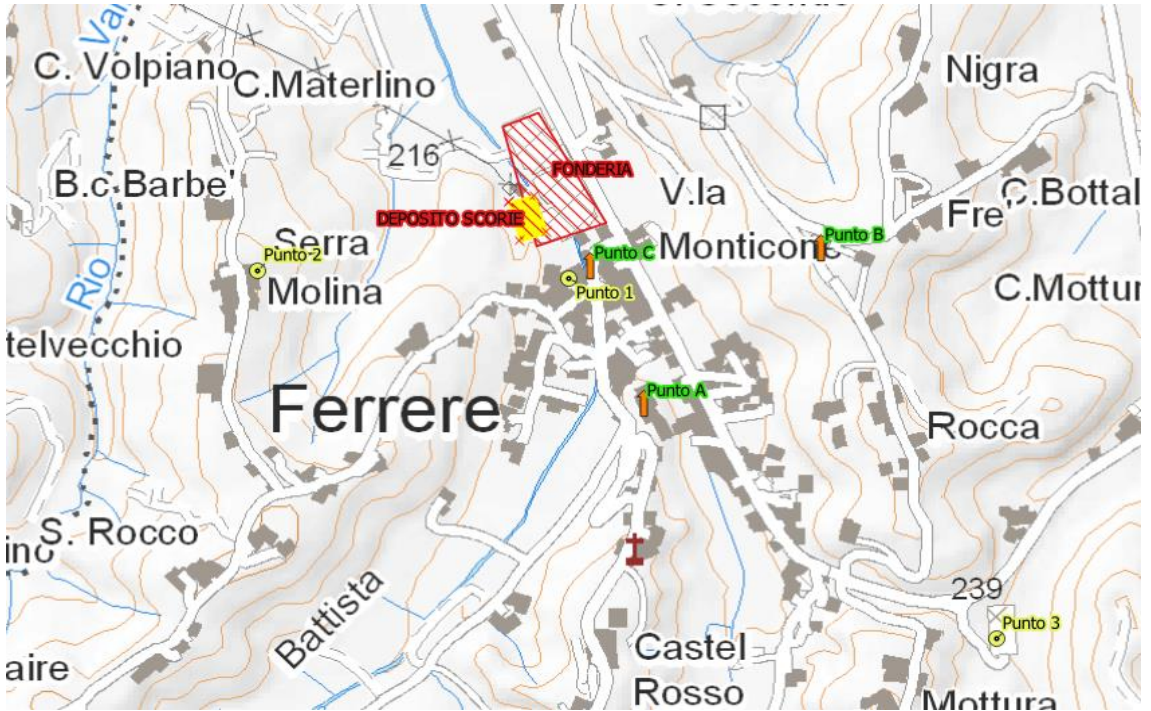 Val
C. Volpiano
C.Materlino
Nigra
216
FONDERIA
B.c Barbe'
V.la
Monticone
C.Bottal
Fre'
DEPOSITO SCORIE
Serra
Molina
Punto 2
Punto C
Punto B
Rio
Punto 1
C.Mottur
telvecchio
Ferrere
Punto A
Rocca
S. Rocco
ino
239
Battista
Punto 3
Castel
Rosso
aire
Mottura